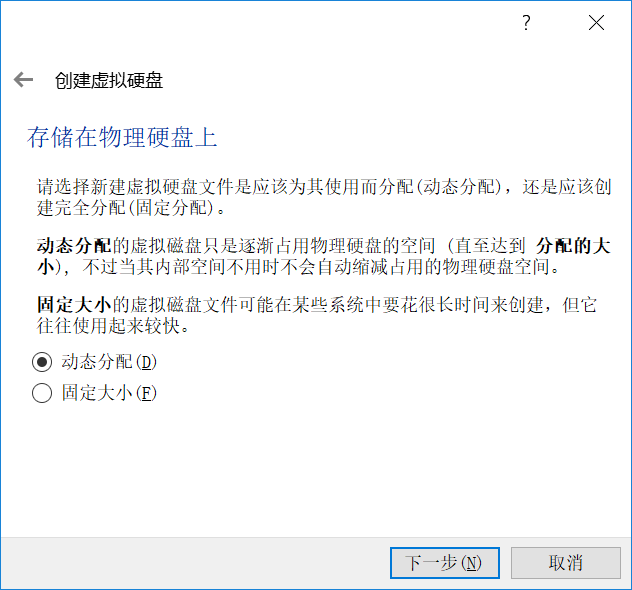 ?
创建虚拟硬盘
存储在物理硬盘上
请选择新建虚拟硬盘文件是应该为其使用而分配(动态分配)，还是应该创
建完全分配(固定分配)。
动态分配的虚拟磁盘只是逐渐占用物理硬盘的空间 (直至达到 分配的大
小)，不过当其内部空间不用时不会自动缩减占用的物理硬盘空间。
固定大小的虚拟磁盘文件可能在某些系统中要花很长时间来创建，但它
往往使用起来较快。
动态分配(D)
固定大小(F)
下一步(N)
取消